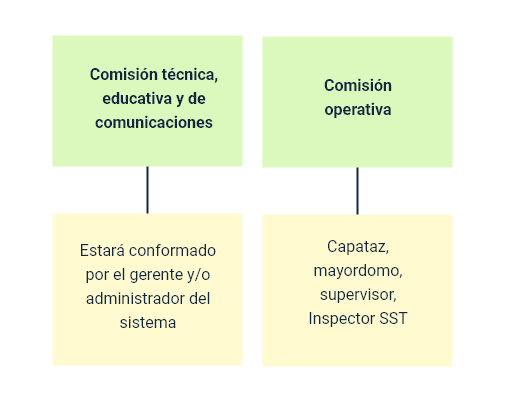 Comisión técnica,
educativa y de
comunicaciones
Estará conformado
por el gerente y/o
administrador del
sistema
Comisión
operativa
Capataz,
mayordomo,
supervisor,
Inspector SST